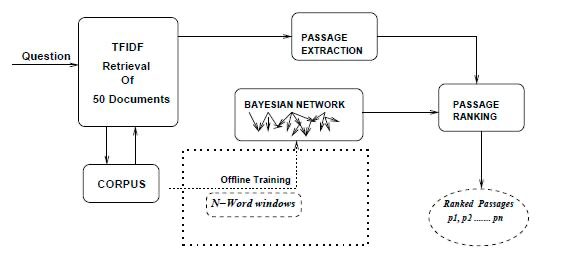 Question
TFIDF
Retrieval
Of
50 Documents
PASSAGE
EXTRACTION
BAYESIAN NETWORK
PASSAGE
RANKING
CORPUS
Offline Training
N-Word windows
Ranked Passages
p1, p2 ....... pn